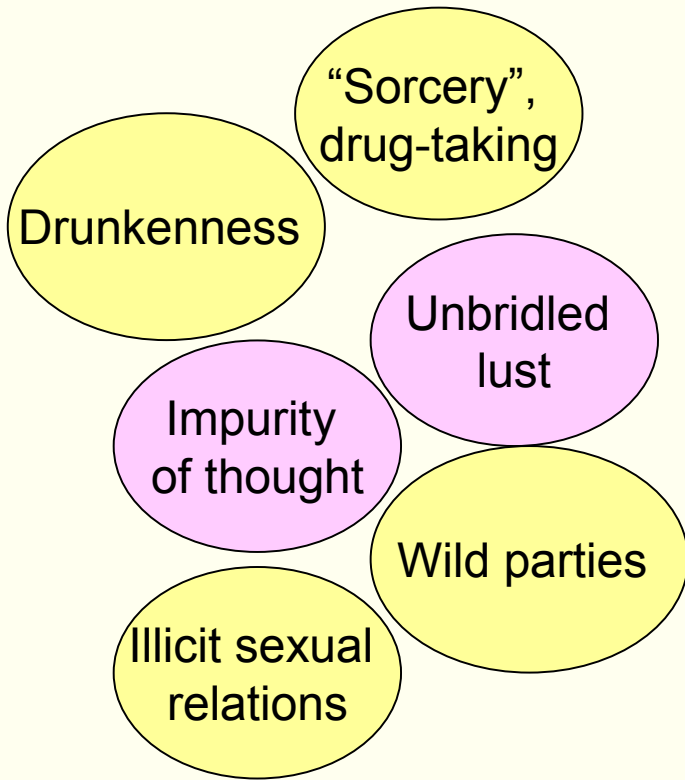 “Sorcery”,
drug-taking
Drunkenness
Unbridled
lust
Impurity
of thought
Wild parties
Illicit sexual
relations